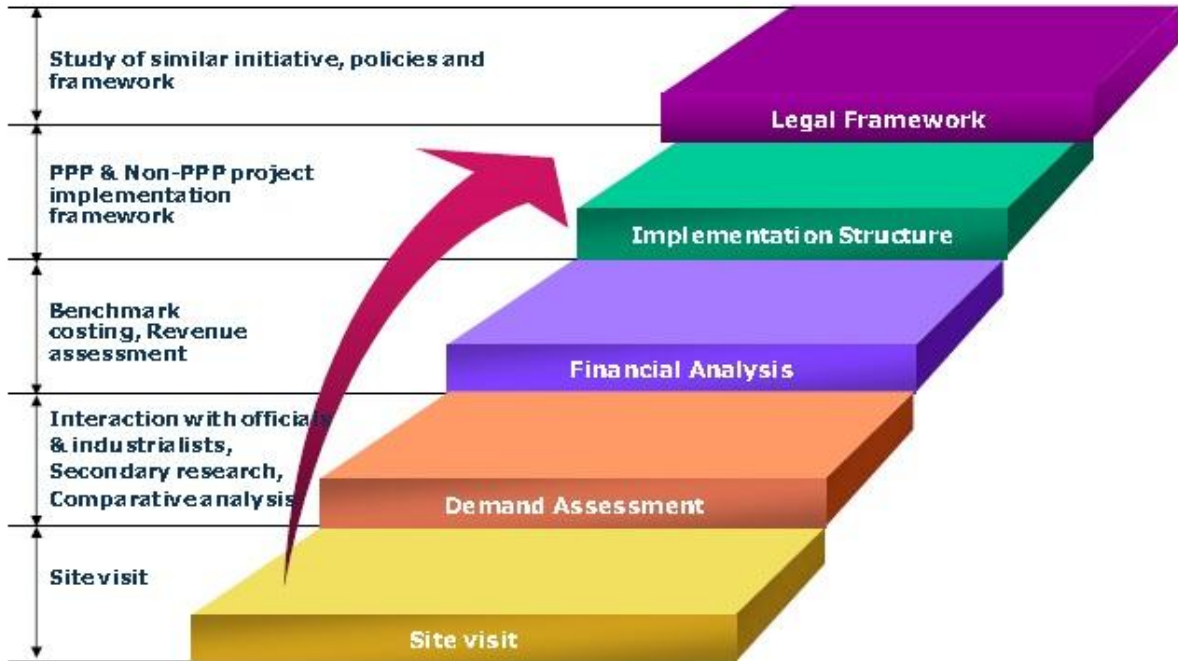 Study of similar initiative, policies and
framework
Legal Framework
PPP & Non-PPP project
implementation
framework
Implementation Structure
Benchmark
costing, Revenue
assessment
Financial Analysis
Interaction with officials
& industrialists,
Secondary research,
Comparative analysis
Demand Assessment
Site visit
Site visit